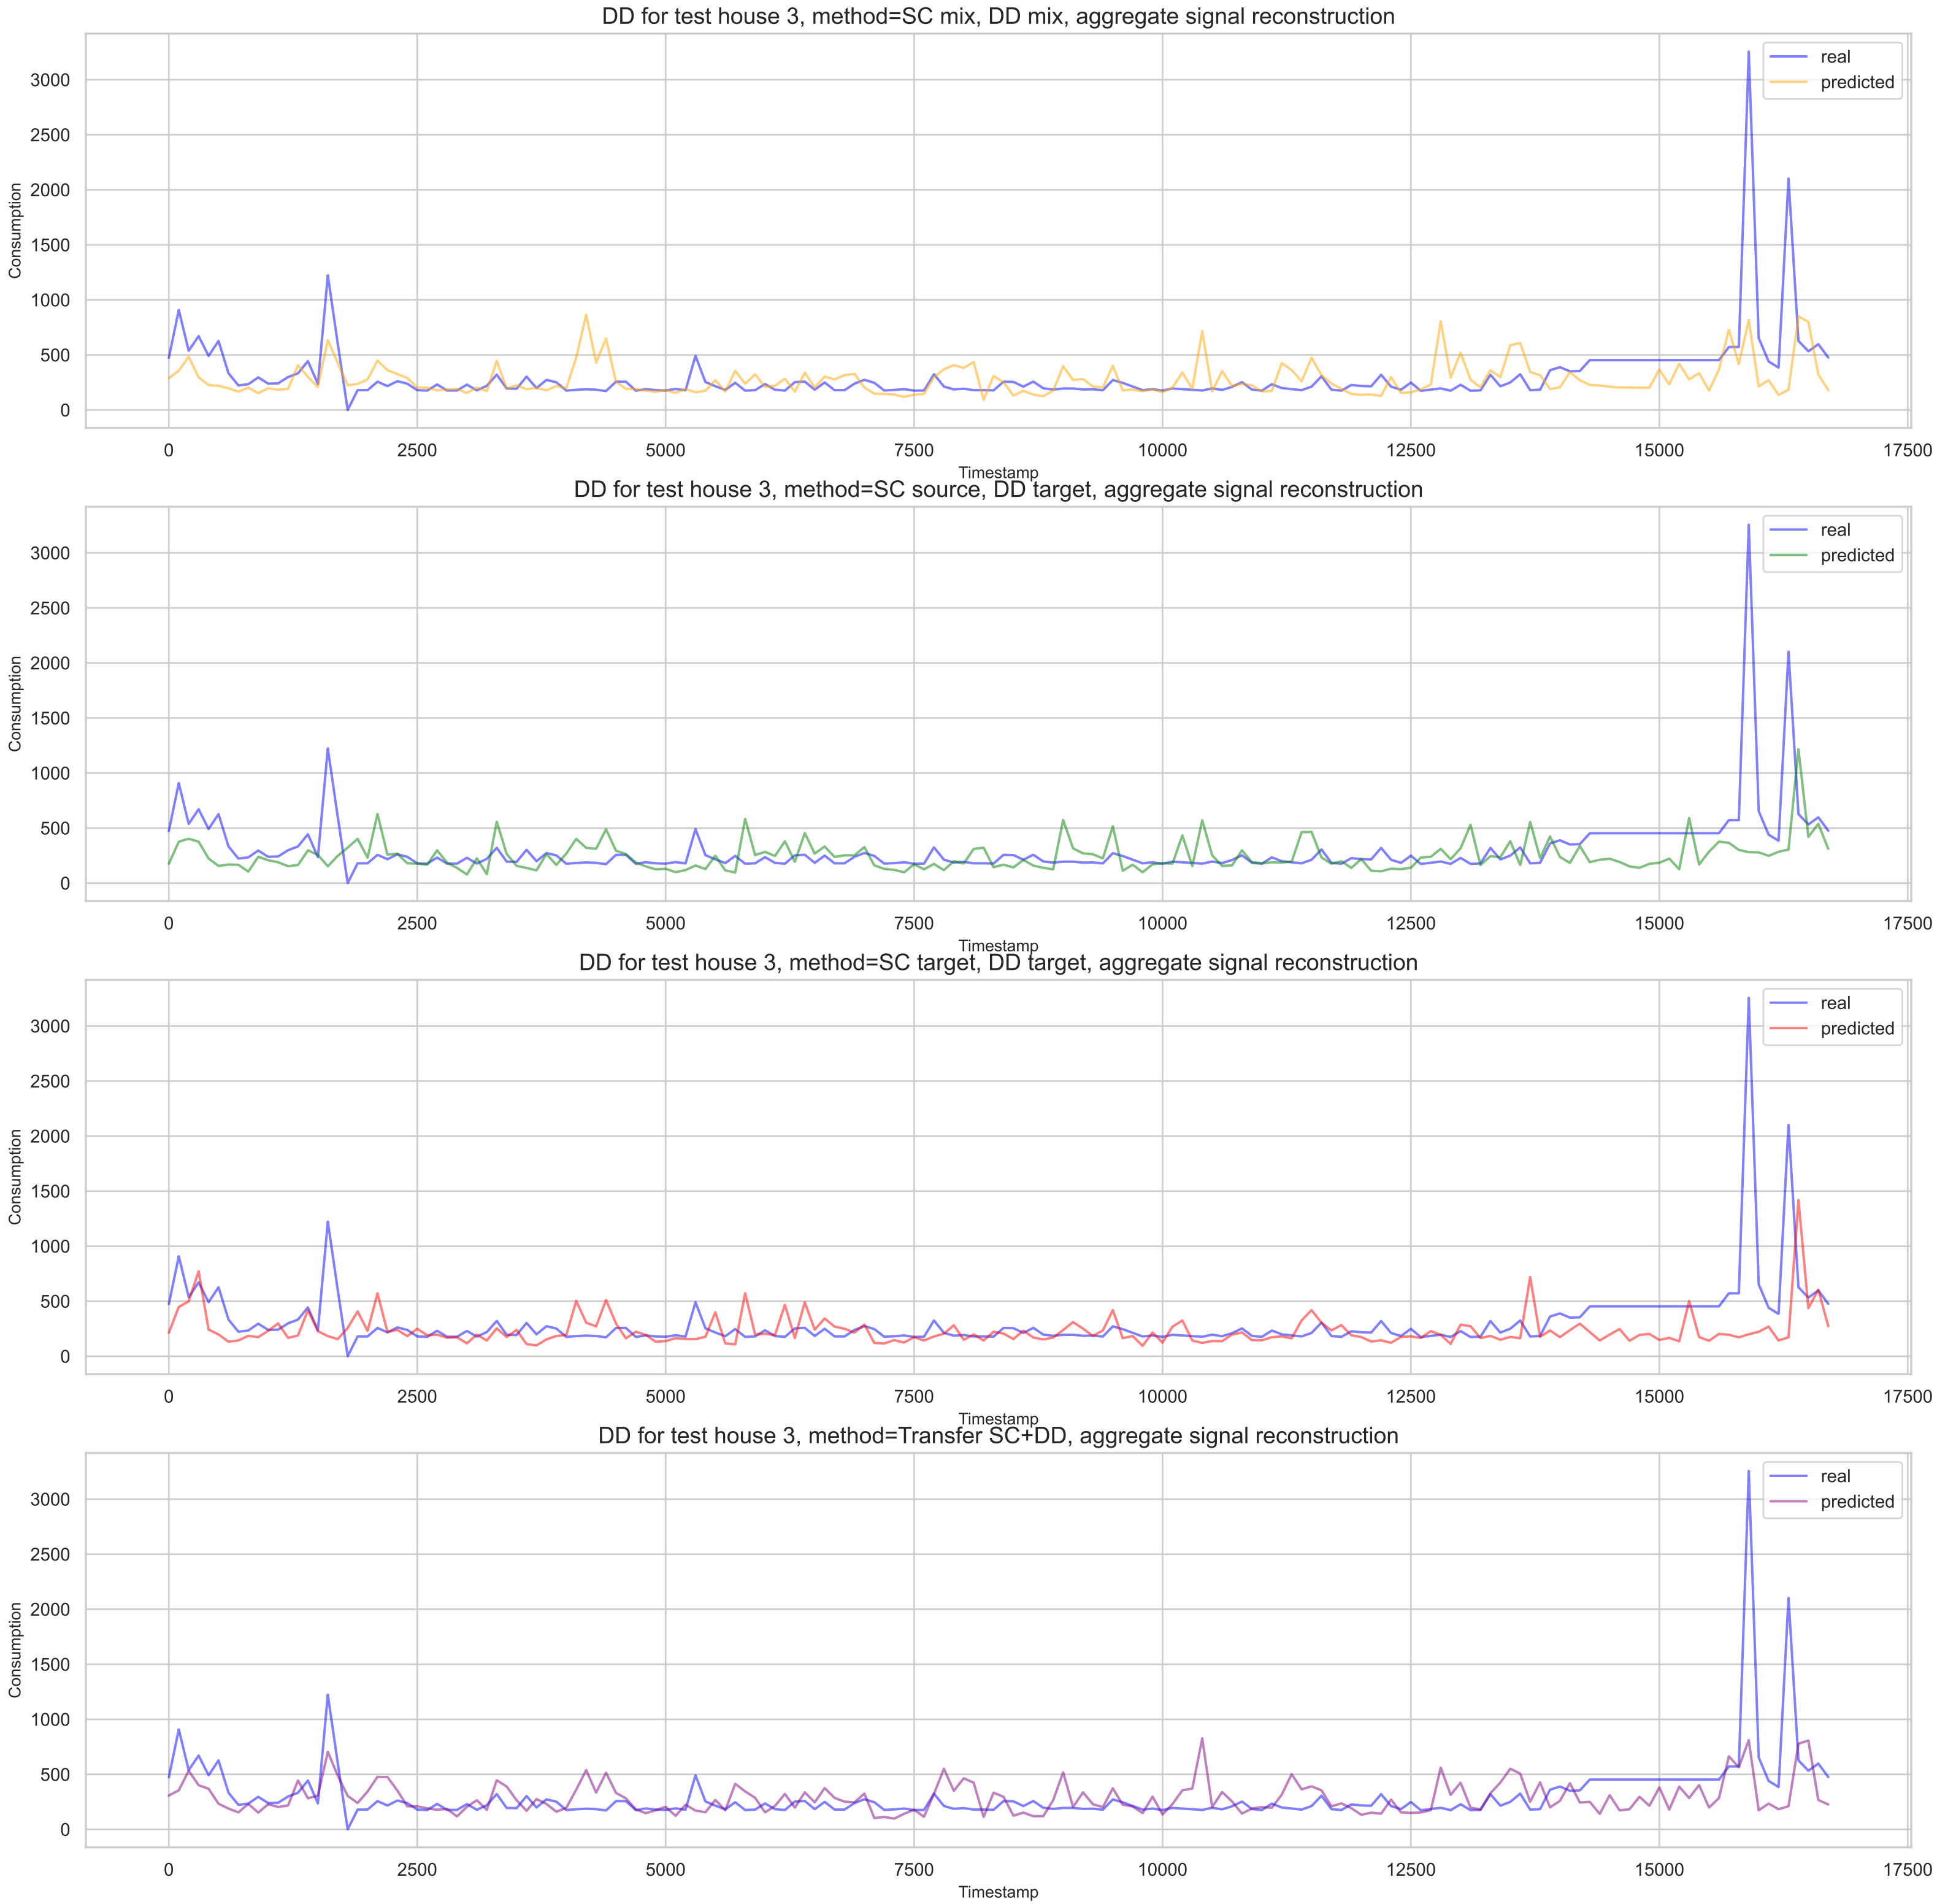 DD for test house 3, method=SC mix, DD mix, aggregate signal reconstruction
real
predicted
3000
2500
2000
1500
1000
500
0
Consumption
0 2500 5000 7500 10000 12500 15000 17500
Timestamp
DD for test house 3, method=SC source, DD target, aggregate signal reconstruction
real
predicted
3000
2500
2000
1500
1000
500
0
Consumption
0 2500 5000 7500 10000 12500 15000 17500
Timestamp
DD for test house 3, method=SC target, DD target, aggregate signal reconstruction
real
predicted
3000
2500
2000
1500
1000
500
0
Consumption
0 2500 5000 7500 10000 12500 15000 17500
Timestamp
DD for test house 3, method=Transfer SC+DD, aggregate signal reconstruction
real
predicted
3000
2500
2000
1500
1000
500
0
Consumption
0 2500 5000 7500 10000 12500 15000 17500
Timestamp